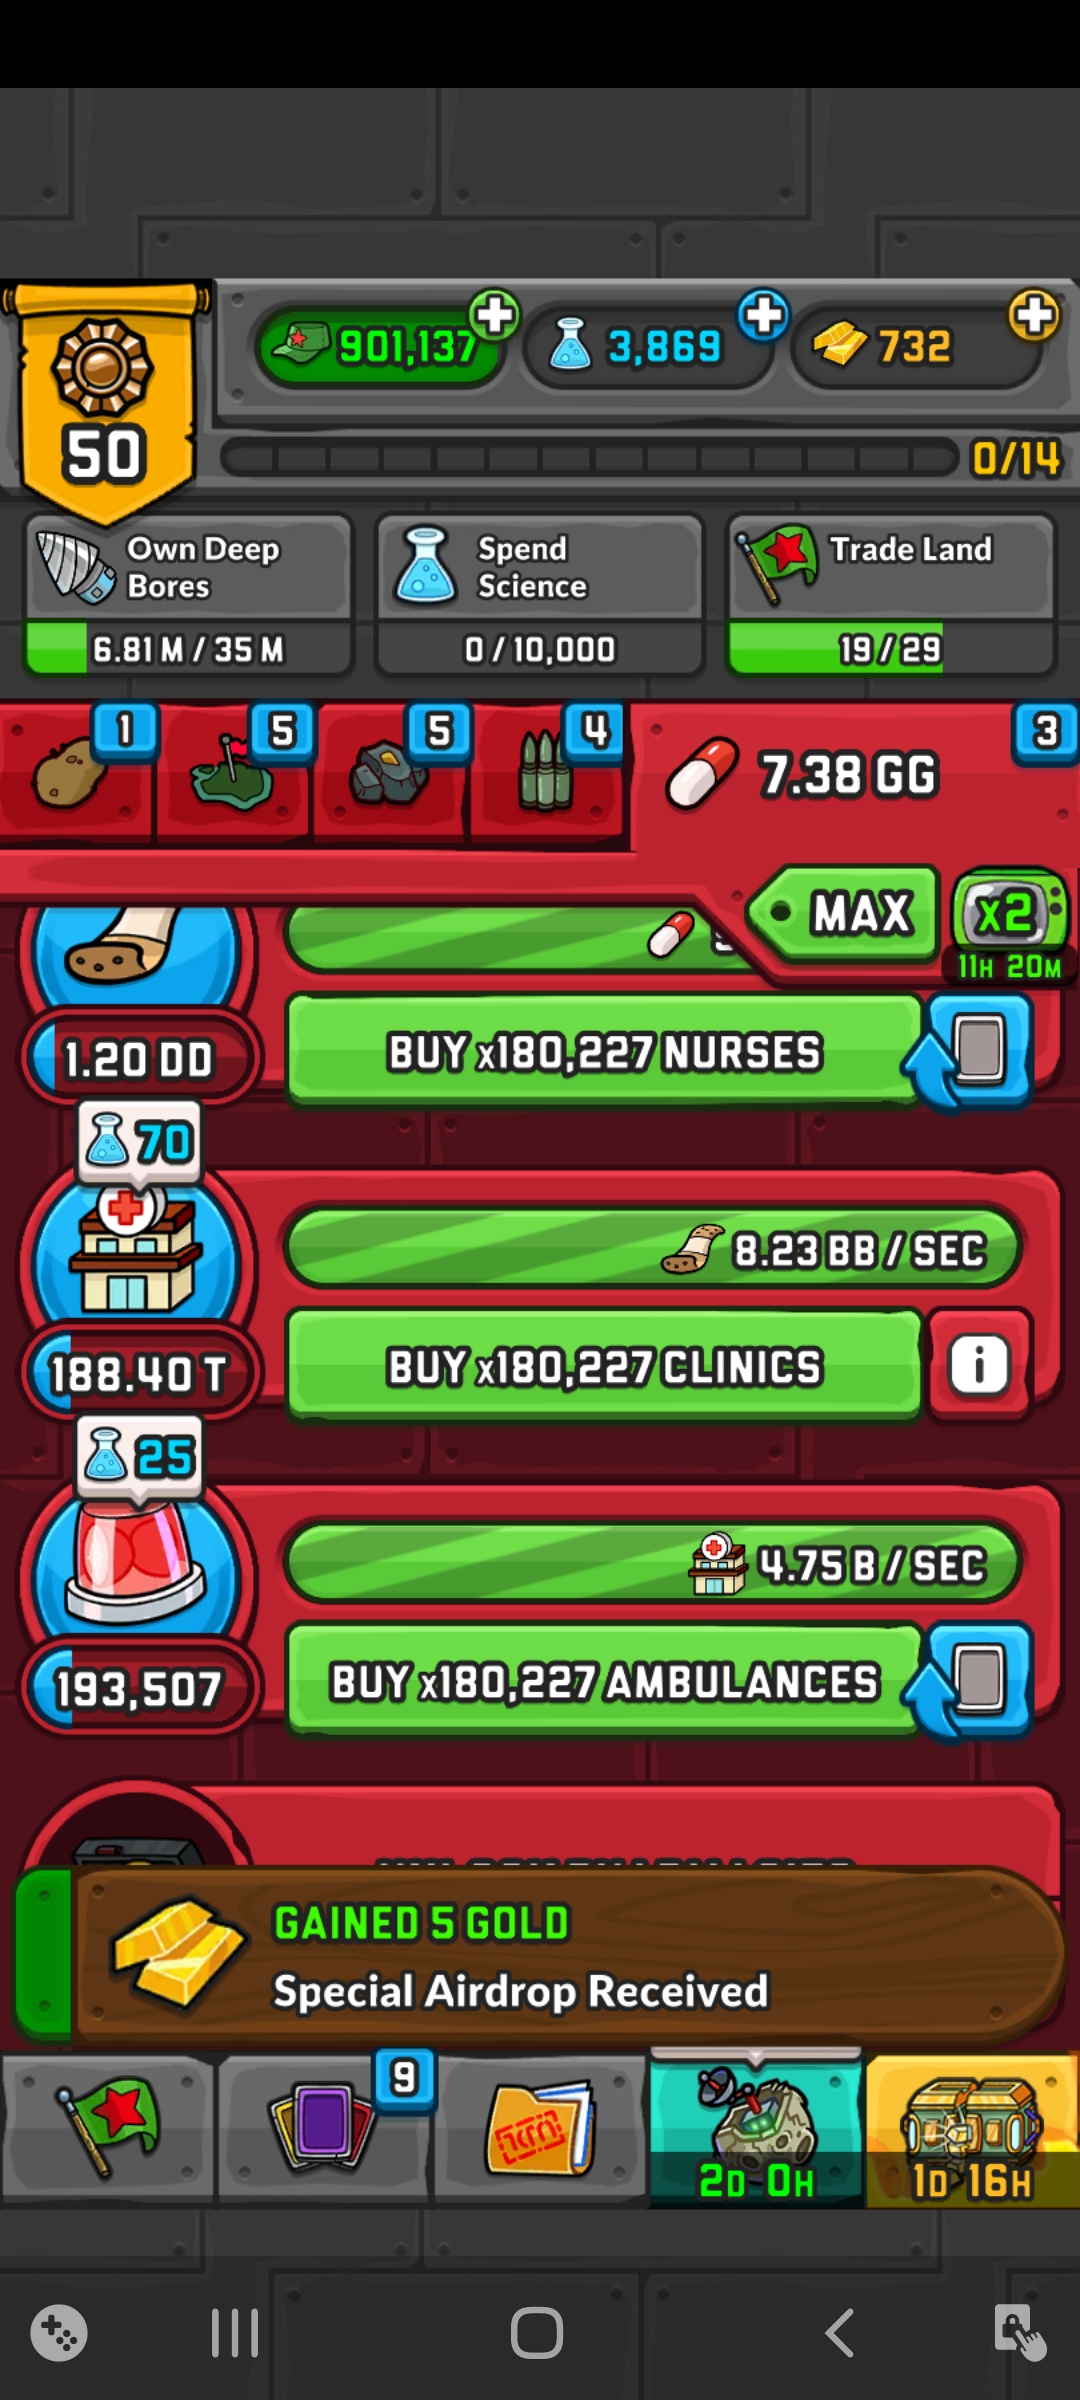 901,137
3,869
732
50
0/14
Own Deep Bores
6.81 M / 35 M
Spend Science
0 / 10,000
Trade Land
19 / 29
1
5
5
4
7.38 GG
3
MAX
x2
11H 20M
1.20 DD
BUY x180,227 NURSES
70
8.23 BB / SEC
188.40 T
BUY x180,227 CLINICS
i
25
4.75 B / SEC
193,507
BUY x180,227 AMBULANCES
GAINED 5 GOLD
Special Airdrop Received
9
2D 0H
1D 16H